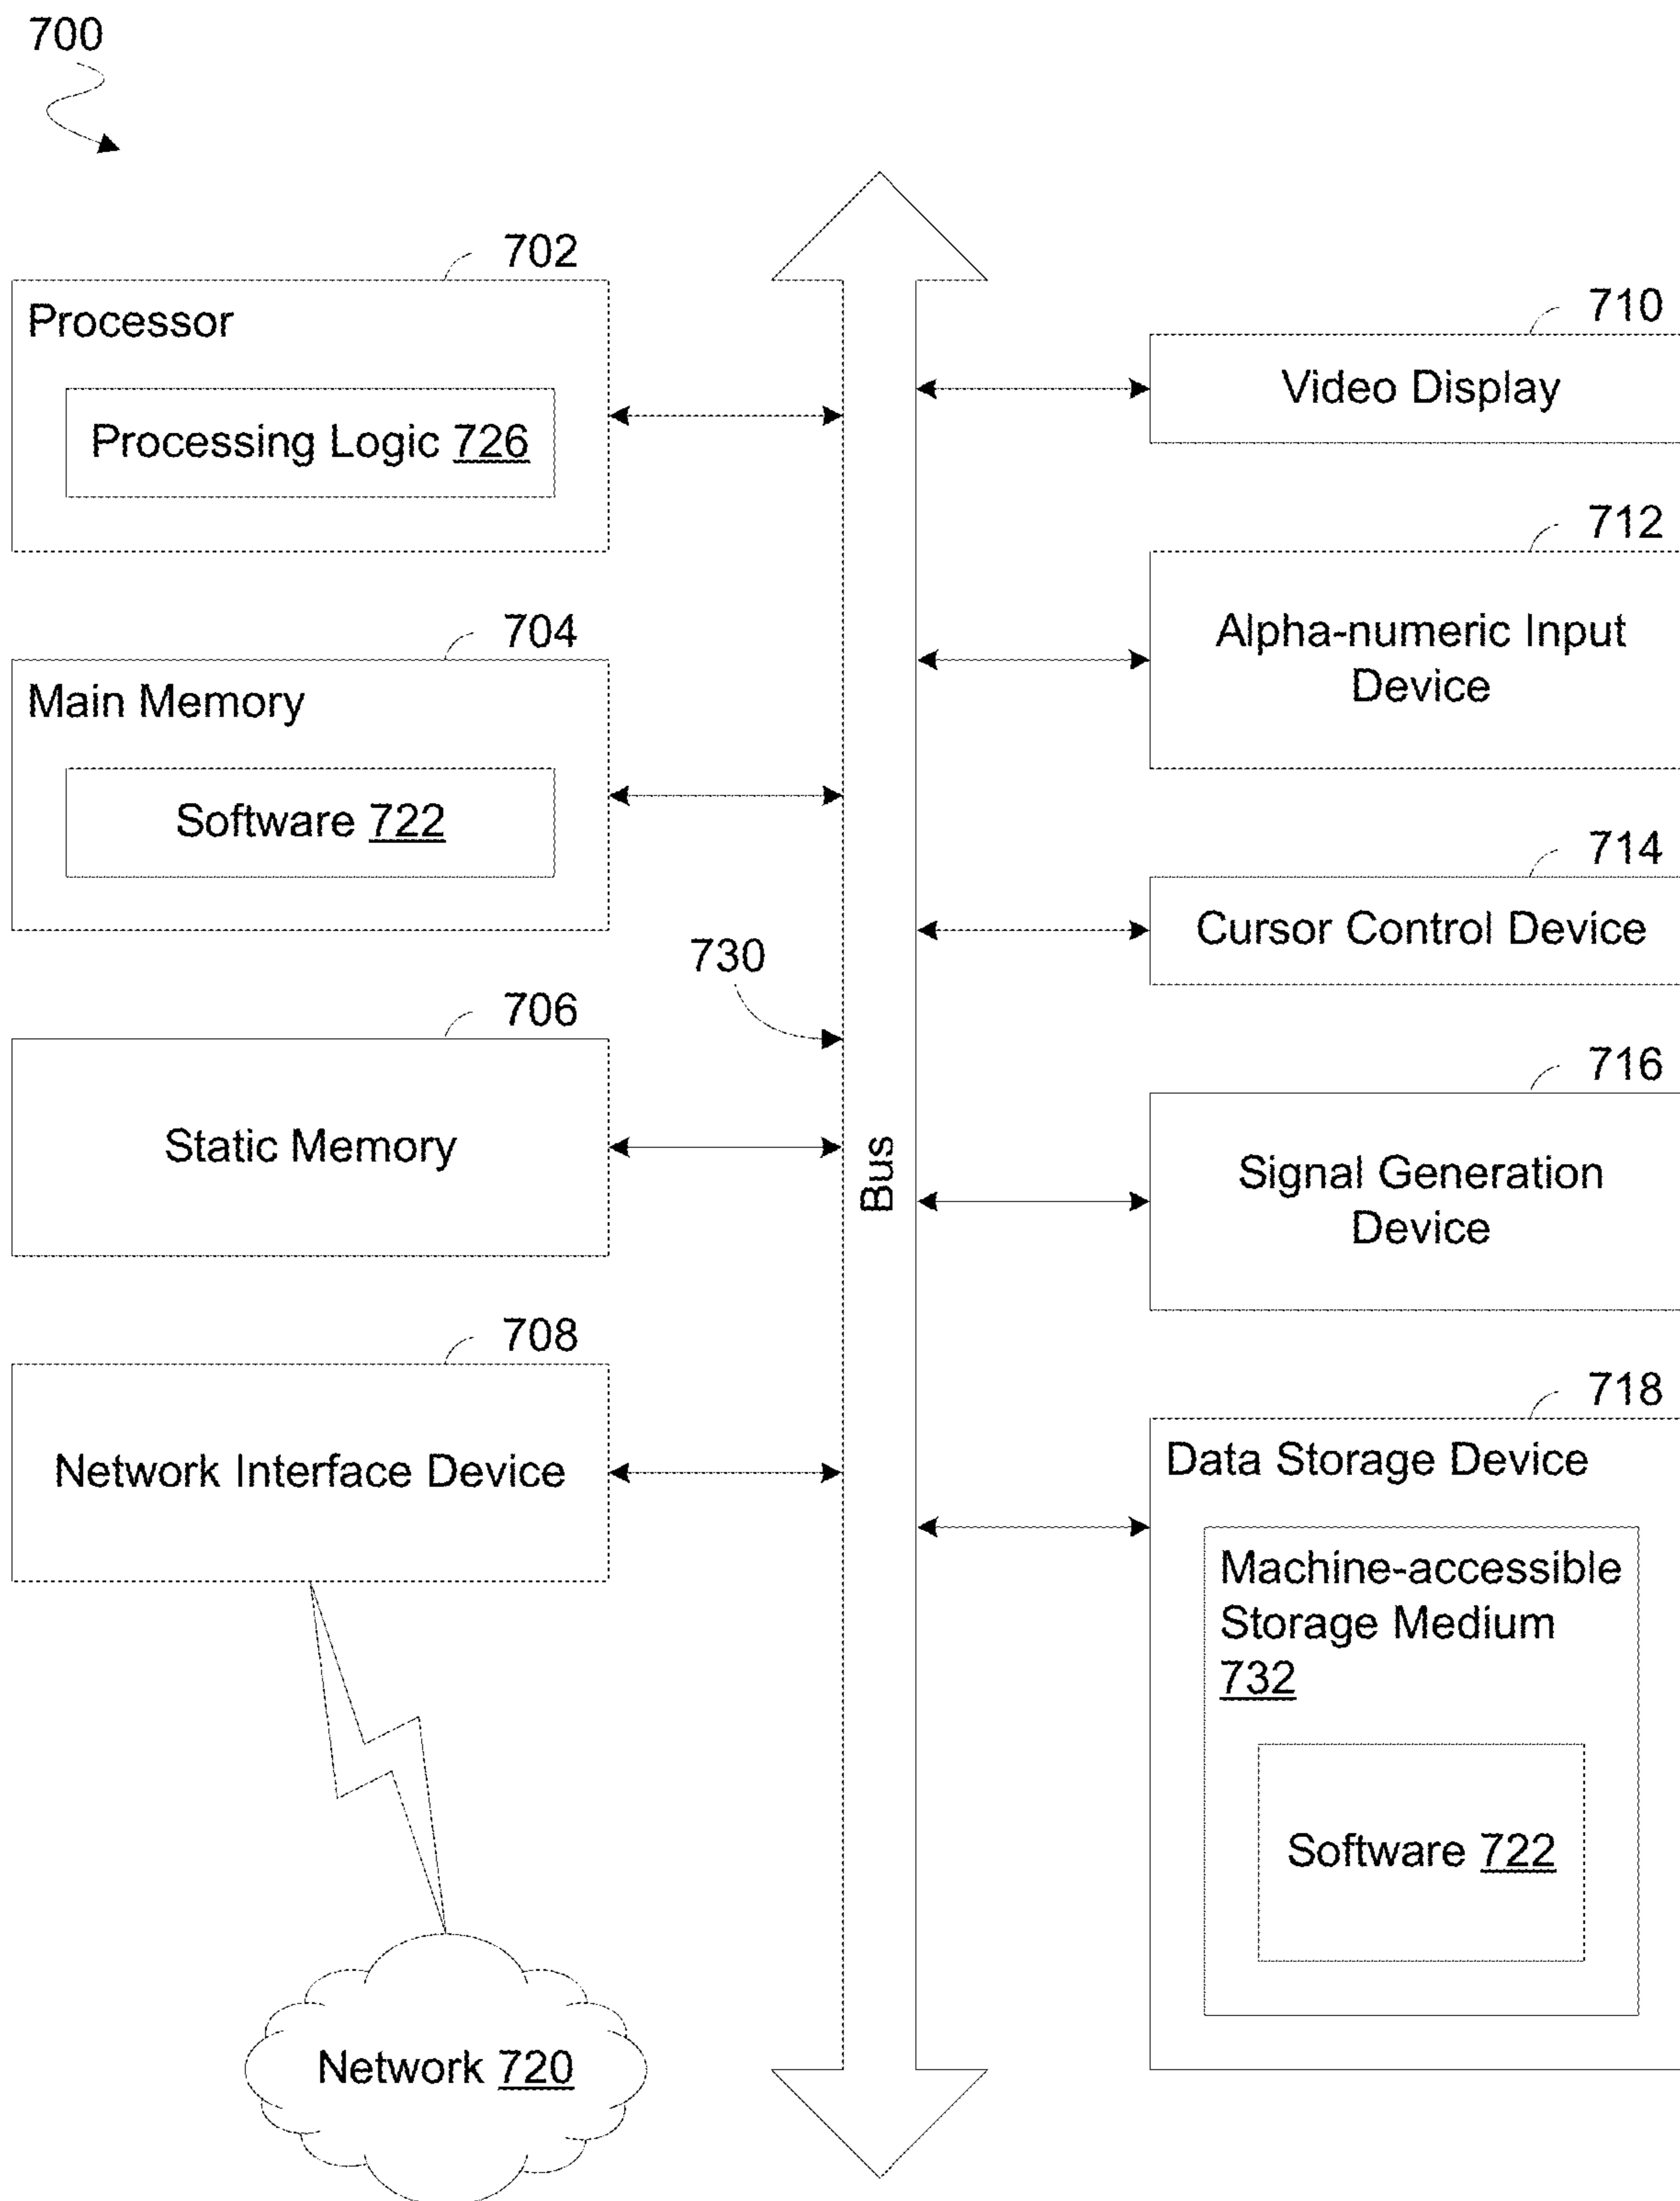 700
702
Processor
Processing Logic 726
704
Main Memory
Software 722
730
706
Static Memory
708
Network Interface Device
Network 720
Bus
710
Video Display
712
Alpha-numeric Input
Device
714
Cursor Control Device
716
Signal Generation
Device
718
Data Storage Device
Machine-accessible
Storage Medium
732
Software 722